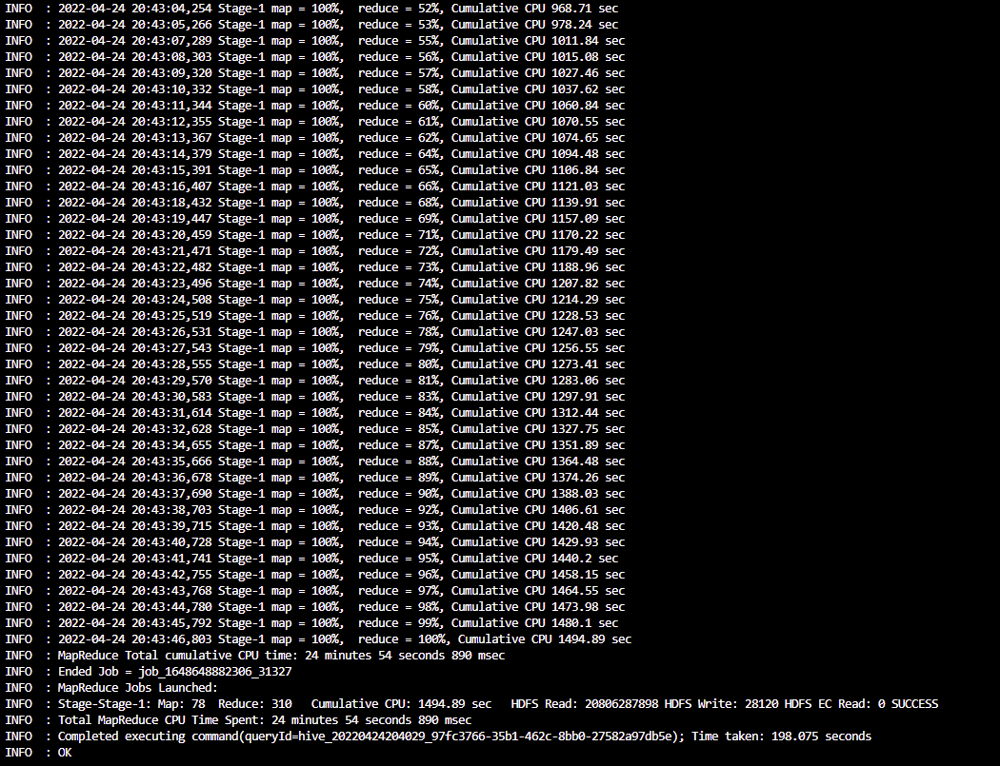 INFO  : 2022-04-24 20:43:04,254 Stage-1 map = 100%,  reduce = 52%, Cumulative CPU 968.71 sec
INFO  : 2022-04-24 20:43:05,266 Stage-1 map = 100%,  reduce = 53%, Cumulative CPU 978.24 sec
INFO  : 2022-04-24 20:43:07,289 Stage-1 map = 100%,  reduce = 55%, Cumulative CPU 1011.84 sec
INFO  : 2022-04-24 20:43:08,303 Stage-1 map = 100%,  reduce = 56%, Cumulative CPU 1015.08 sec
INFO  : 2022-04-24 20:43:09,320 Stage-1 map = 100%,  reduce = 57%, Cumulative CPU 1027.46 sec
INFO  : 2022-04-24 20:43:10,332 Stage-1 map = 100%,  reduce = 58%, Cumulative CPU 1037.62 sec
INFO  : 2022-04-24 20:43:11,344 Stage-1 map = 100%,  reduce = 60%, Cumulative CPU 1060.84 sec
INFO  : 2022-04-24 20:43:12,355 Stage-1 map = 100%,  reduce = 61%, Cumulative CPU 1070.55 sec
INFO  : 2022-04-24 20:43:13,367 Stage-1 map = 100%,  reduce = 62%, Cumulative CPU 1074.65 sec
INFO  : 2022-04-24 20:43:14,379 Stage-1 map = 100%,  reduce = 64%, Cumulative CPU 1094.48 sec
INFO  : 2022-04-24 20:43:15,391 Stage-1 map = 100%,  reduce = 65%, Cumulative CPU 1106.84 sec
INFO  : 2022-04-24 20:43:16,407 Stage-1 map = 100%,  reduce = 66%, Cumulative CPU 1121.03 sec
INFO  : 2022-04-24 20:43:18,432 Stage-1 map = 100%,  reduce = 68%, Cumulative CPU 1139.91 sec
INFO  : 2022-04-24 20:43:19,447 Stage-1 map = 100%,  reduce = 69%, Cumulative CPU 1157.09 sec
INFO  : 2022-04-24 20:43:20,459 Stage-1 map = 100%,  reduce = 71%, Cumulative CPU 1170.22 sec
INFO  : 2022-04-24 20:43:21,471 Stage-1 map = 100%,  reduce = 72%, Cumulative CPU 1179.49 sec
INFO  : 2022-04-24 20:43:22,482 Stage-1 map = 100%,  reduce = 73%, Cumulative CPU 1188.96 sec
INFO  : 2022-04-24 20:43:23,496 Stage-1 map = 100%,  reduce = 74%, Cumulative CPU 1207.82 sec
INFO  : 2022-04-24 20:43:24,508 Stage-1 map = 100%,  reduce = 75%, Cumulative CPU 1214.29 sec
INFO  : 2022-04-24 20:43:25,519 Stage-1 map = 100%,  reduce = 76%, Cumulative CPU 1228.53 sec
INFO  : 2022-04-24 20:43:26,531 Stage-1 map = 100%,  reduce = 78%, Cumulative CPU 1247.03 sec
INFO  : 2022-04-24 20:43:27,543 Stage-1 map = 100%,  reduce = 79%, Cumulative CPU 1256.55 sec
INFO  : 2022-04-24 20:43:28,555 Stage-1 map = 100%,  reduce = 80%, Cumulative CPU 1273.41 sec
INFO  : 2022-04-24 20:43:29,570 Stage-1 map = 100%,  reduce = 81%, Cumulative CPU 1283.06 sec
INFO  : 2022-04-24 20:43:30,583 Stage-1 map = 100%,  reduce = 83%, Cumulative CPU 1297.91 sec
INFO  : 2022-04-24 20:43:31,614 Stage-1 map = 100%,  reduce = 84%, Cumulative CPU 1312.44 sec
INFO  : 2022-04-24 20:43:32,628 Stage-1 map = 100%,  reduce = 85%, Cumulative CPU 1327.75 sec
INFO  : 2022-04-24 20:43:34,655 Stage-1 map = 100%,  reduce = 87%, Cumulative CPU 1351.89 sec
INFO  : 2022-04-24 20:43:35,666 Stage-1 map = 100%,  reduce = 88%, Cumulative CPU 1364.48 sec
INFO  : 2022-04-24 20:43:36,678 Stage-1 map = 100%,  reduce = 89%, Cumulative CPU 1374.26 sec
INFO  : 2022-04-24 20:43:37,690 Stage-1 map = 100%,  reduce = 90%, Cumulative CPU 1388.03 sec
INFO  : 2022-04-24 20:43:38,703 Stage-1 map = 100%,  reduce = 92%, Cumulative CPU 1406.61 sec
INFO  : 2022-04-24 20:43:39,715 Stage-1 map = 100%,  reduce = 93%, Cumulative CPU 1420.48 sec
INFO  : 2022-04-24 20:43:40,728 Stage-1 map = 100%,  reduce = 94%, Cumulative CPU 1429.93 sec
INFO  : 2022-04-24 20:43:41,741 Stage-1 map = 100%,  reduce = 95%, Cumulative CPU 1440.2 sec
INFO  : 2022-04-24 20:43:42,755 Stage-1 map = 100%,  reduce = 96%, Cumulative CPU 1458.15 sec
INFO  : 2022-04-24 20:43:43,768 Stage-1 map = 100%,  reduce = 97%, Cumulative CPU 1464.55 sec
INFO  : 2022-04-24 20:43:44,780 Stage-1 map = 100%,  reduce = 98%, Cumulative CPU 1473.98 sec
INFO  : 2022-04-24 20:43:45,792 Stage-1 map = 100%,  reduce = 99%, Cumulative CPU 1480.1 sec
INFO  : 2022-04-24 20:43:46,803 Stage-1 map = 100%,  reduce = 100%, Cumulative CPU 1494.89 sec
INFO  : MapReduce Total cumulative CPU time: 24 minutes 54 seconds 890 msec
INFO  : Ended Job = job_1648648882306_31327
INFO  : MapReduce Jobs Launched:
INFO  : Stage-Stage-1: Map: 78  Reduce: 310   Cumulative CPU: 1494.89 sec   HDFS Read: 20806287898 HDFS Write: 28120 HDFS EC Read: 0 SUCCESS
INFO  : Total MapReduce CPU Time Spent: 24 minutes 54 seconds 890 msec
INFO  : Completed executing command(queryId=hive_20220424204029_97fc3766-35b1-462c-8bb0-27582a97db5e); Time taken: 198.075 seconds
INFO  : OK